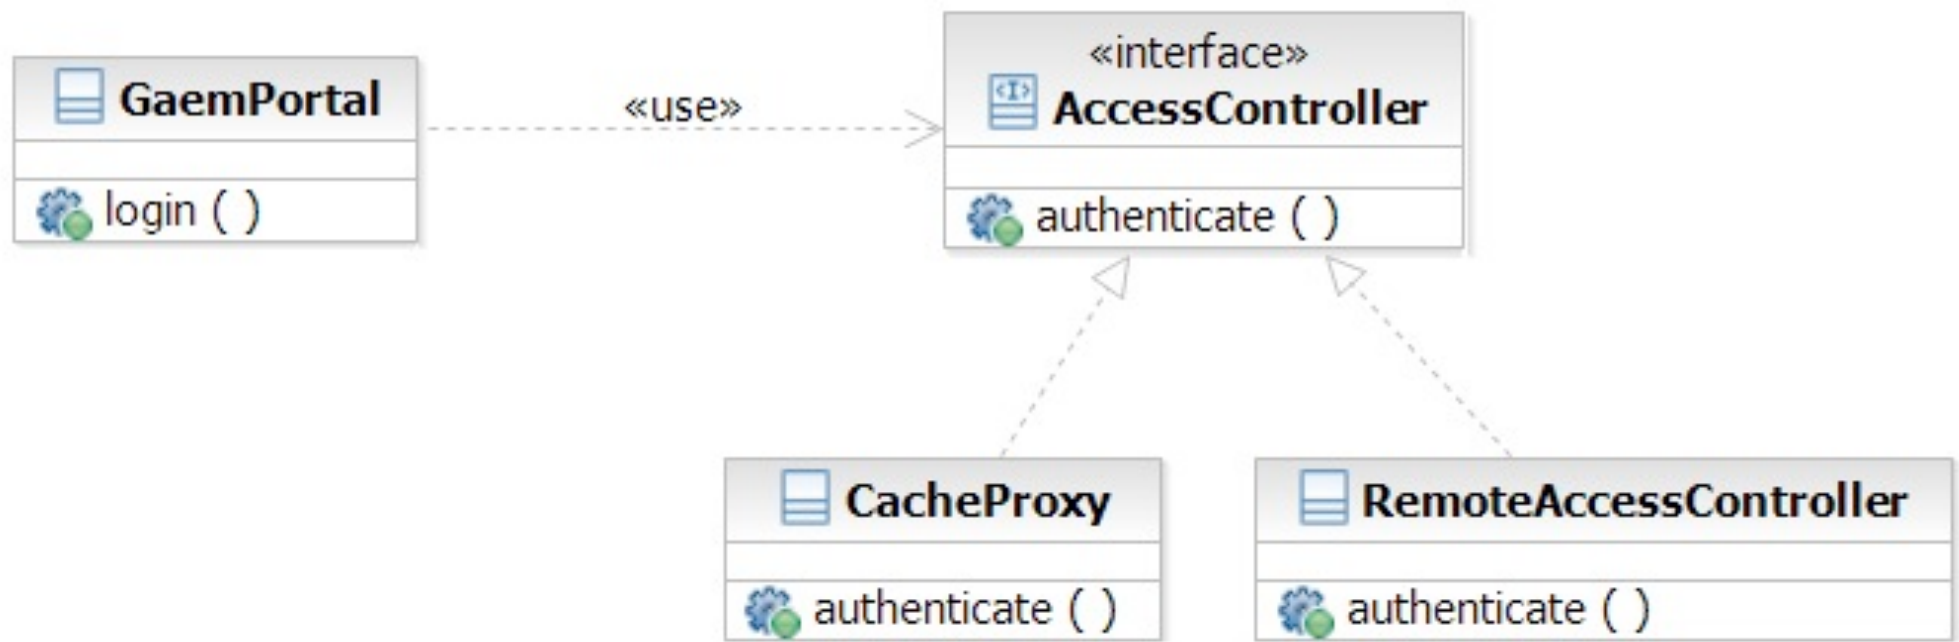 GaemPortal
login ( )
«use»
«interface»
<I>
AccessController
authenticate ( )
CacheProxy
authenticate ( )
RemoteAccessController
authenticate ( )